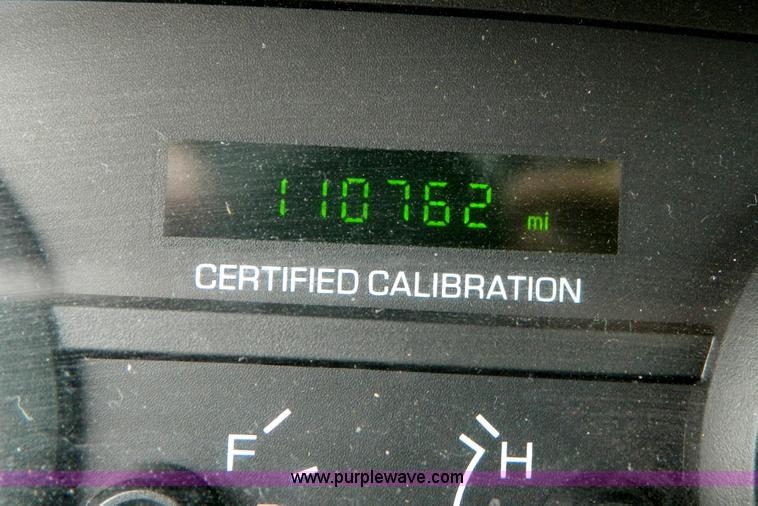 110762 mi
CERTIFIED CALIBRATION
F H
www.purplewave.com